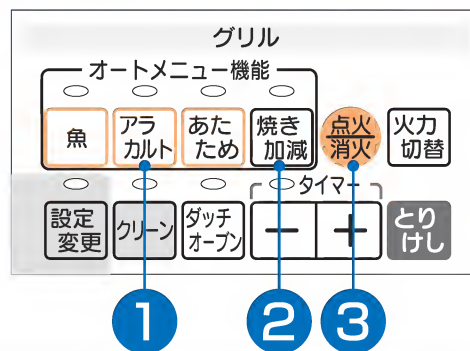 グリル
オートメニュー機能
魚
アラ
カルト
あた
ため
焼き
加減
点火
消火
火力
切替
タイマー
設定
変更
クリーン
ダッチ
オーブン
−
+
とり
けし
1
2
3